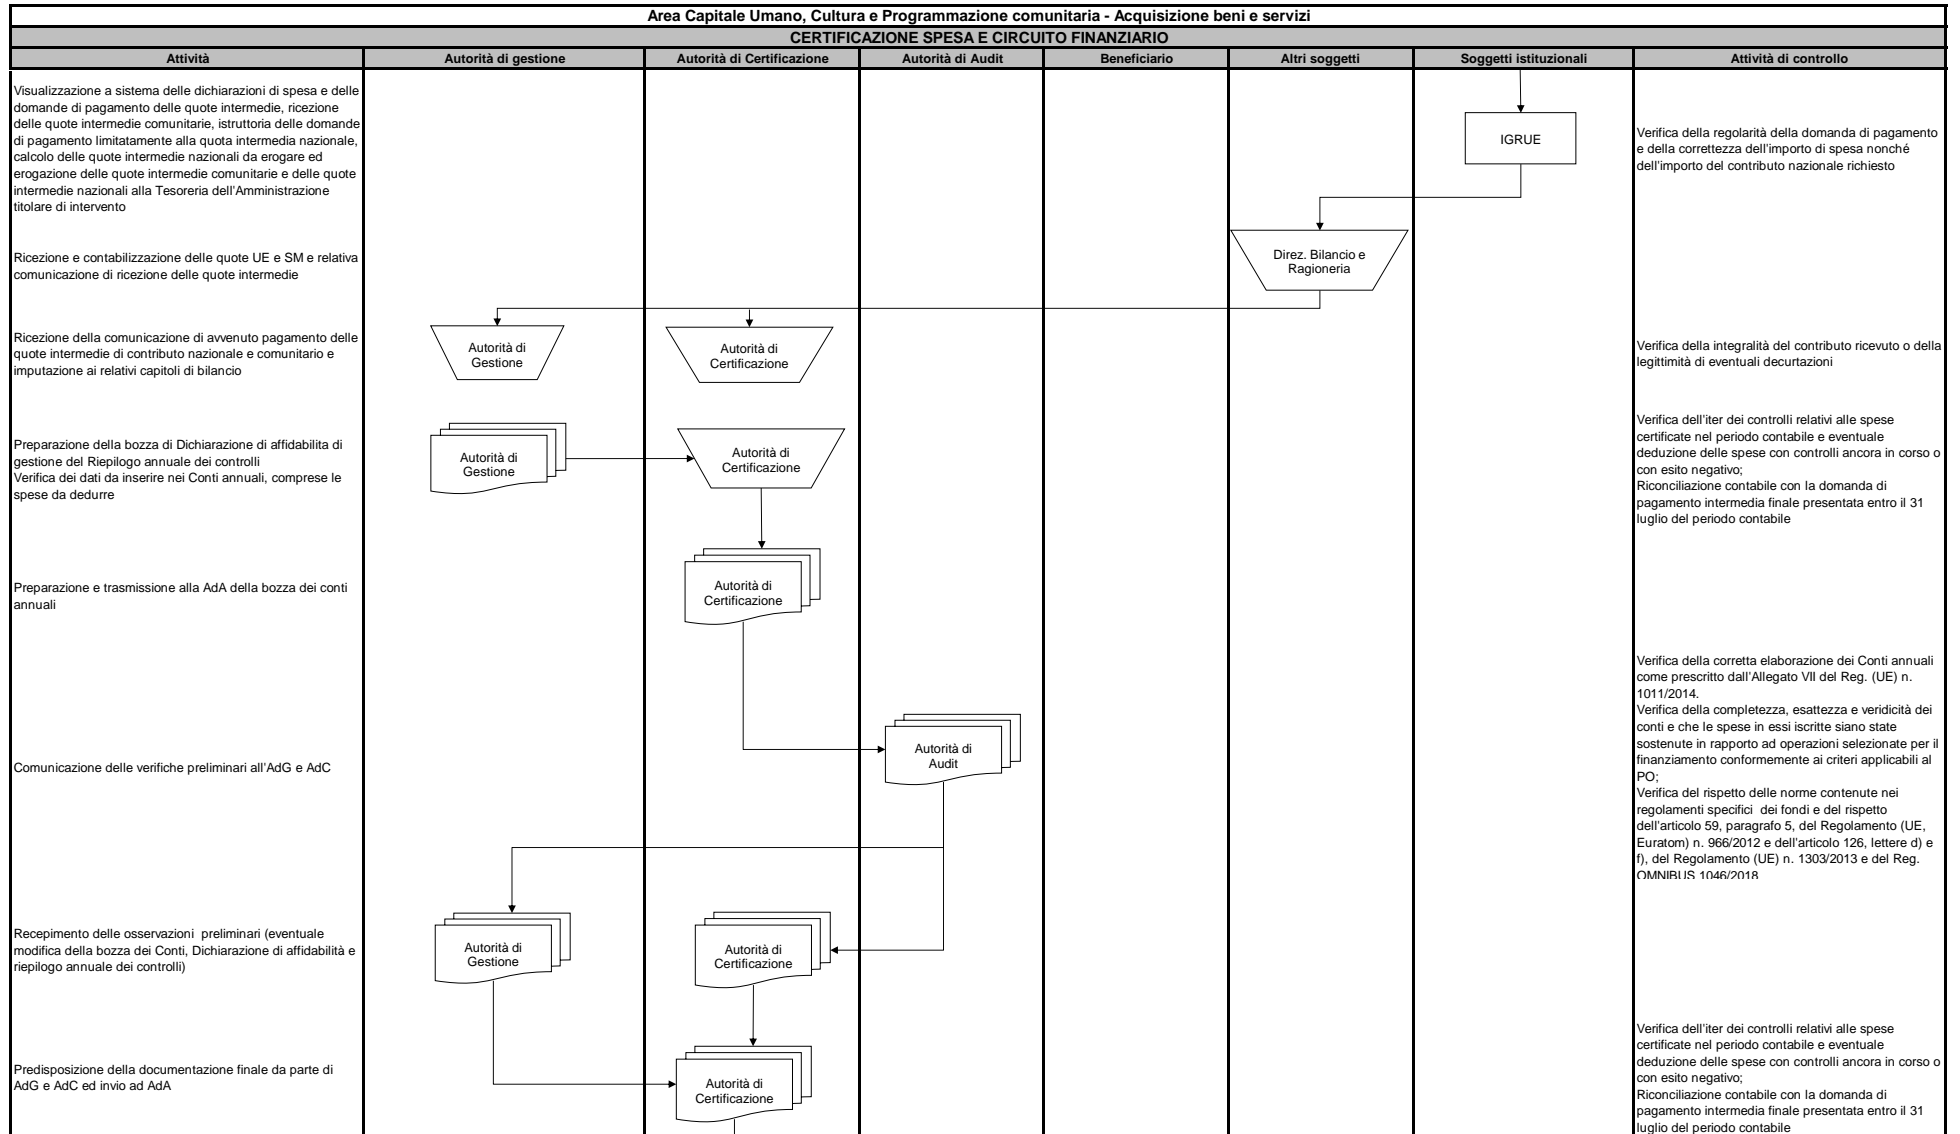 Area Capitale Umano, Cultura e Programmazione comunitaria - Acquisizione beni e servizi
CERTIFICAZIONE SPESA E CIRCUITO FINANZIARIO
Attività
Autorità di gestione
Autorità di Certificazione
Autorità di Audit
Beneficiario
Altri soggetti
Soggetti istituzionali
Attività di controllo
Visualizzazione a sistema delle dichiarazioni di spesa e delle
domande di pagamento delle quote intermedie, ricezione
delle quote intermedie comunitarie, istruttoria delle domande
di pagamento limitatamente alla quota intermedia nazionale,
calcolo delle quote intermedie nazionali da erogare ed
erogazione delle quote intermedie comunitarie e delle quote
intermedie nazionali alla Tesoreria dell'Amministrazione
titolare di intervento
IGRUE
Verifica della regolarità della domanda di pagamento
e della correttezza dell'importo di spesa nonché
dell'importo del contributo nazionale richiesto
Ricezione e contabilizzazione delle quote UE e SM e relativa
comunicazione di ricezione delle quote intermedie
Direz. Bilancio e
Ragioneria
Ricezione della comunicazione di avvenuto pagamento delle
quote intermedie di contributo nazionale e comunitario e
imputazione ai relativi capitoli di bilancio
Autorità di
Gestione
Autorità di
Certificazione
Verifica della integralità del contributo ricevuto o della
legittimità di eventuali decurtazioni
Preparazione della bozza di Dichiarazione di affidabilita di
gestione del Riepilogo annuale dei controlli
Verifica dei dati da inserire nei Conti annuali, comprese le
spese da dedurre
Autorità di
Gestione
Autorità di
Certificazione
Verifica dell'iter dei controlli relativi alle spese
certificate nel periodo contabile e eventuale
deduzione delle spese con controlli ancora in corso o
con esito negativo;
Riconciliazione contabile con la domanda di
pagamento intermedia finale presentata entro il 31
luglio del periodo contabile
Preparazione e trasmissione alla AdA della bozza dei conti
annuali
Autorità di
Certificazione
Comunicazione delle verifiche preliminari all'AdG e AdC
Autorità di
Audit
Verifica della corretta elaborazione dei Conti annuali
come prescritto dall'Allegato VII del Reg. (UE) n.
1011/2014.
Verifica della completezza, esattezza e veridicità dei
conti e che le spese in essi iscritte siano state
sostenute in rapporto ad operazioni selezionate per il
finanziamento conformemente ai criteri applicabili al
PO;
Verifica del rispetto delle norme contenute nei
regolamenti specifici dei fondi e del rispetto
dell'articolo 59, paragrafo 5, del Regolamento (UE,
Euratom) n. 966/2012 e dell'articolo 126, lettere d) e
f), del Regolamento (UE) n. 1303/2013 e del Reg.
OMNIBUS 1046/2018
Recepimento delle osservazioni preliminari (eventuale
modifica della bozza dei Conti, Dichiarazione di affidabilità e
riepilogo annuale dei controlli)
Autorità di
Gestione
Autorità di
Certificazione
Predisposizione della documentazione finale da parte di
AdG e AdC ed invio ad AdA
Autorità di
Certificazione
Verifica dell'iter dei controlli relativi alle spese
certificate nel periodo contabile e eventuale
deduzione delle spese con controlli ancora in corso o
con esito negativo;
Riconciliazione contabile con la domanda di
pagamento intermedia finale presentata entro il 31
luglio del periodo contabile